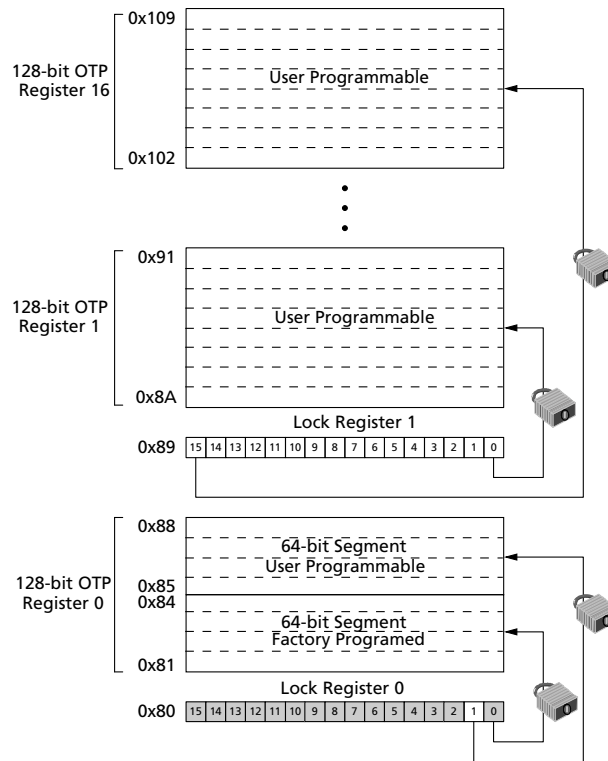 0x109
128-bit OTP
Register 16
User Programmable
0x102
0x91
128-bit OTP
Register 1
User Programmable
0x8A
Lock Register 1
0x89
15 14 13 12 11 10 9 8 7 6 5 4 3 2 1 0
0x88
64-bit Segment
User Programmable
128-bit OTP
Register 0
0x85
0x84
64-bit Segment
Factory Programed
0x81
Lock Register 0
0x80
15 14 13 12 11 10 9 8 7 6 5 4 3 2 1 0